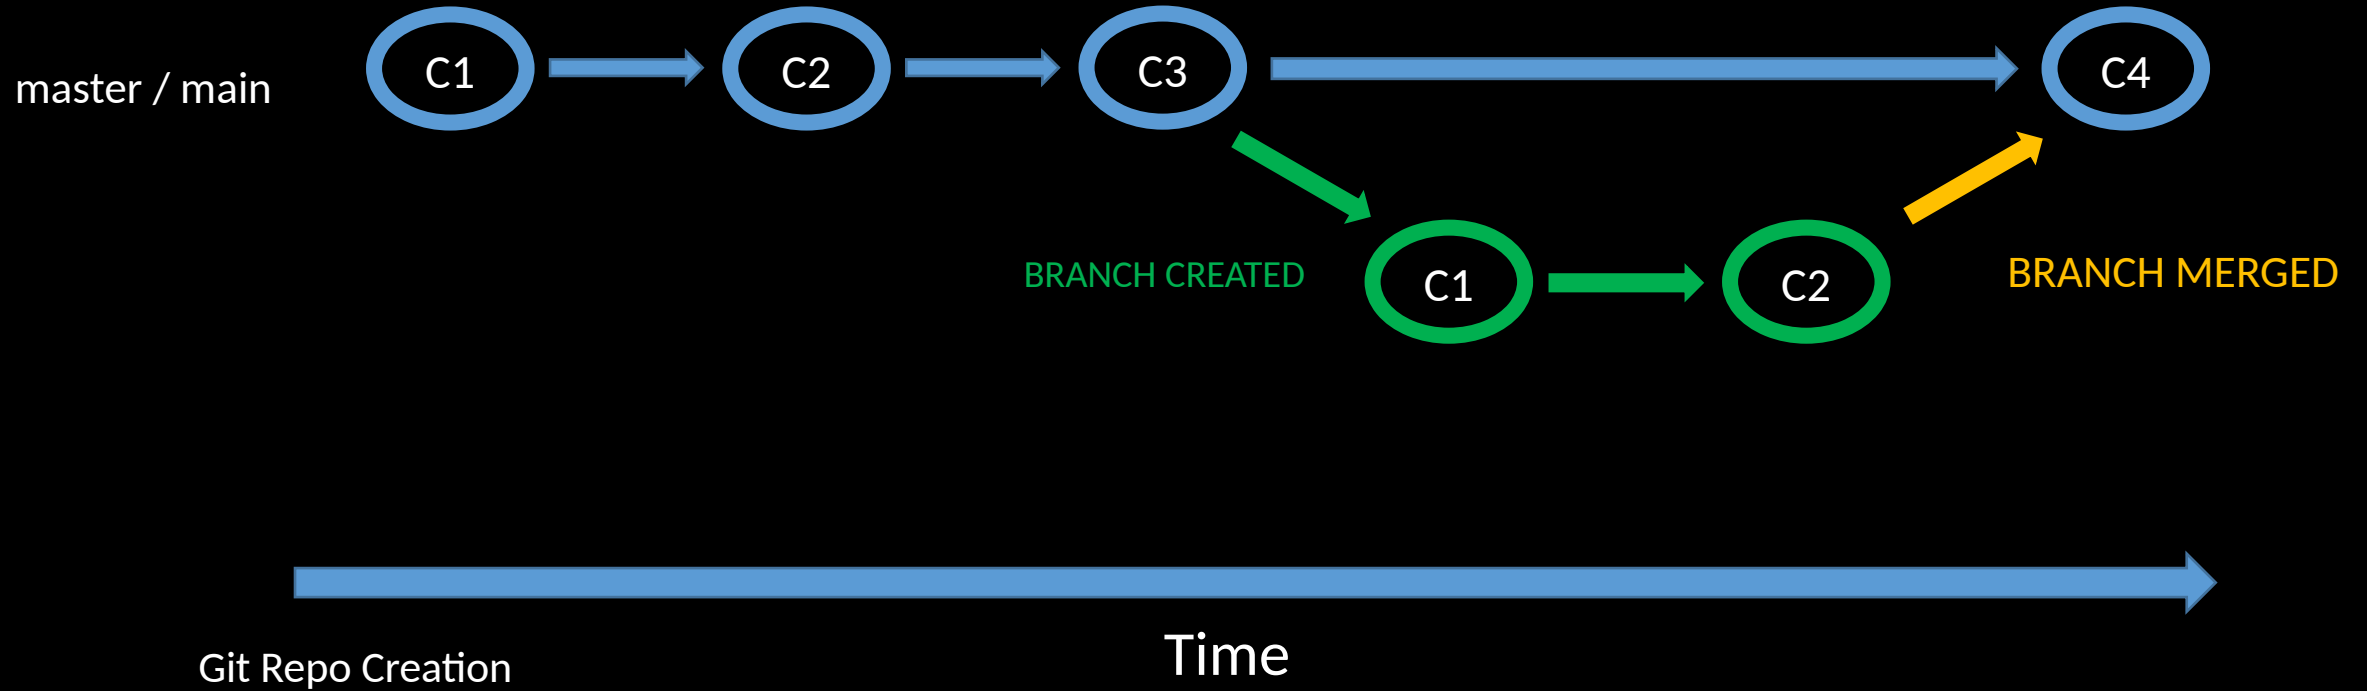 master / main
C1
C2
C3
C4
BRANCH CREATED
C1
C2
BRANCH MERGED
Time
Git Repo Creation